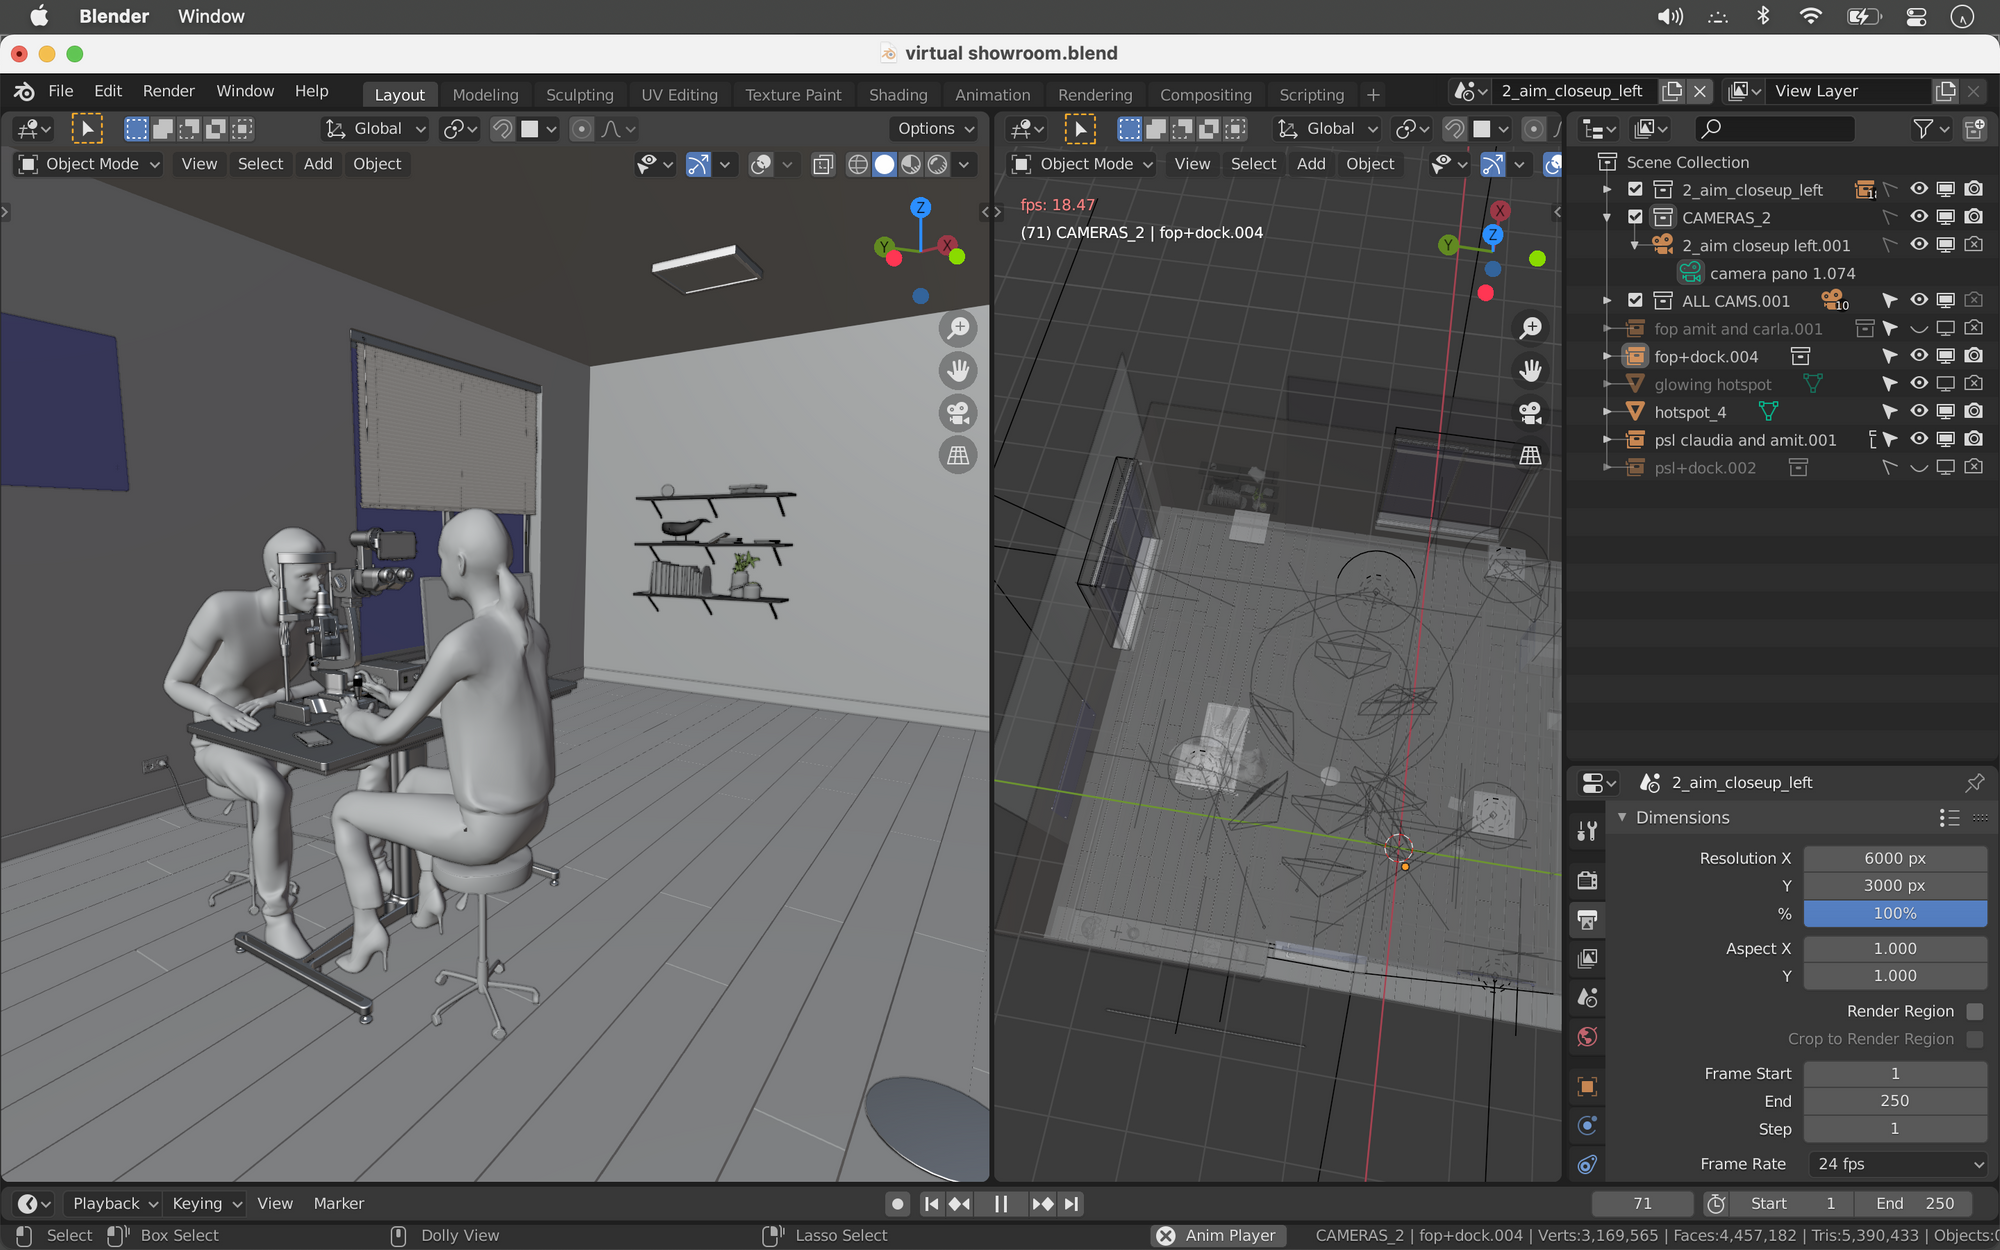 Blender Window
virtual showroom.blend
File Edit Render Window Help Layout Modeling Sculpting UV Editing Texture Paint Shading Animation Rendering Compositing Scripting + 2_aim_closeup_left View Layer
Global Options Global
Object Mode View Select Add Object Object Mode View Select Add Object
Scene Collection
2_aim_closeup_left
CAMERAS_2
2_aim closeup left.001
camera pano 1.074
ALL CAMS.001 10
fop amit and carla.001
fop+dock.004
glowing hotspot
hotspot_4
psl claudia and amit.001
psl+dock.002
fps: 18.47
(71) CAMERAS_2 | fop+dock.004
Z
Y X
X
Z
Y
2_aim_closeup_left
Dimensions
Resolution X 6000 px
Y 3000 px
% 100%
Aspect X 1.000
Y 1.000
Render Region
Crop to Render Region
Frame Start 1
End 250
Step 1
Frame Rate 24 fps
Playback Keying View Marker 71 Start 1 End 250
Select Box Select Dolly View Lasso Select Anim Player CAMERAS_2 | fop+dock.004 | Verts:3,169,565 | Faces:4,457,182 | Tris:5,390,433 | Objects: